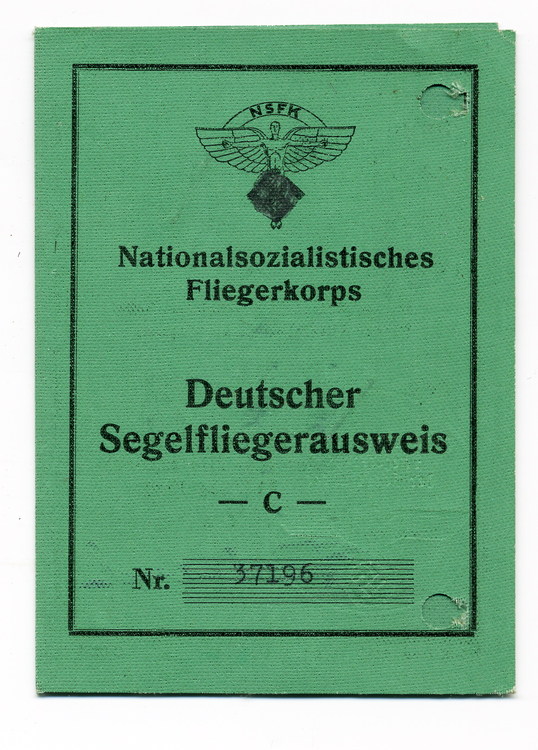 NSFK
Nationalsozialistisches
Fliegerkorps
Deutscher
Segelfliegerausweis
— C —
Nr. 37196